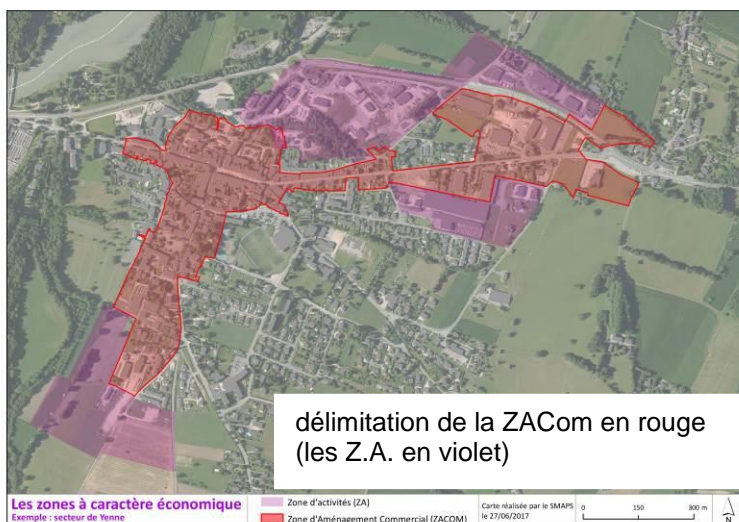 délimitation de la ZACom en rouge
(les Z.A. en violet)
Les zones à caractère économique
Exemple : secteur de Yenne
Zone d'activités (ZA)
Zone d'Aménagement Commercial (ZACOM)
Carte réalisée par le SMAPS
le 27/06/2017
0 150 300 m
N